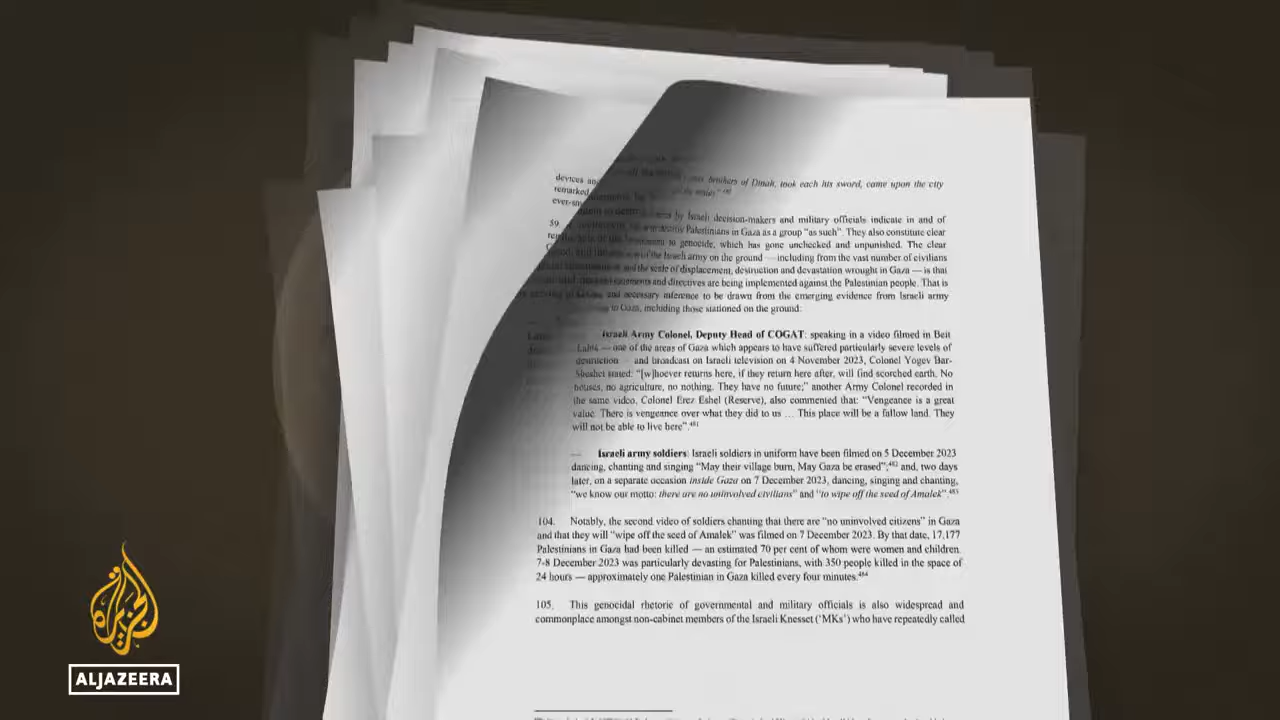 devices and brothers of Dinah, took each his sword, came upon the city
remarked
by Israeli decision-makers and military officials indicate in and of
Palestinians in Gaza as a group “as such”. They also constitute clear
to genocide, which has gone unchecked and unpunished. The clear
of the Israeli army on the ground — including from the vast number of civilians
and the scale of displacement, destruction and devastation wrought in Gaza — is that
and directives are being implemented against the Palestinian people. That is
and necessary inference to be drawn from the emerging evidence from Israeli army
in Gaza, including those stationed on the ground:
Israeli Army Colonel, Deputy Head of COGAT: speaking in a video filmed in Beit
Lahia — one of the areas of Gaza which appears to have suffered particularly severe levels of
destruction — and broadcast on Israeli television on 4 November 2023, Colonel Yogev Bar-
Sheshet stated: “[w]hoever returns here, if they return here after, will find scorched earth. No
houses, no agriculture, no nothing. They have no future;” another Army Colonel recorded in
the same video, Colonel Erez Eshel (Reserve), also commented that: “Vengeance is a great
value. There is vengeance over what they did to us … This place will be a fallow land. They
will not be able to live here”.481
— Israeli army soldiers: Israeli soldiers in uniform have been filmed on 5 December 2023
dancing, chanting and singing “May their village burn, May Gaza be erased”;482 and, two days
later, on a separate occasion inside Gaza on 7 December 2023, dancing, singing and chanting,
“we know our motto: there are no uninvolved civilians” and “to wipe off the seed of Amalek”.483
104. Notably, the second video of soldiers chanting that there are “no uninvolved citizens” in Gaza
and that they will “wipe off the seed of Amalek” was filmed on 7 December 2023. By that date, 17,177
Palestinians in Gaza had been killed — an estimated 70 per cent of whom were women and children.
7-8 December 2023 was particularly devasting for Palestinians, with 350 people killed in the space of
24 hours — approximately one Palestinian in Gaza killed every four minutes.484
105. This genocidal rhetoric of governmental and military officials is also widespread and
commonplace amongst non-cabinet members of the Israeli Knesset (‘MKs’) who have repeatedly called
الجزيرة
ALJAZEERA